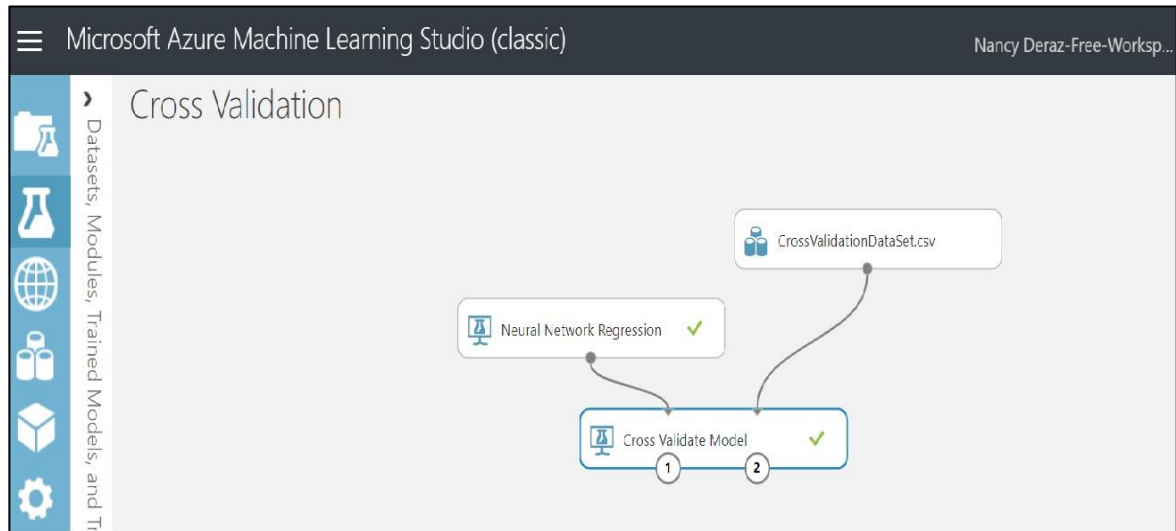 Microsoft Azure Machine Learning Studio (classic)
Nancy Deraz-Free-Worksp...
Cross Validation
Datasets, Modules, Trained Models, and Tr
CrossValidationDataSet.csv
Neural Network Regression
Cross Validate Model
1
2